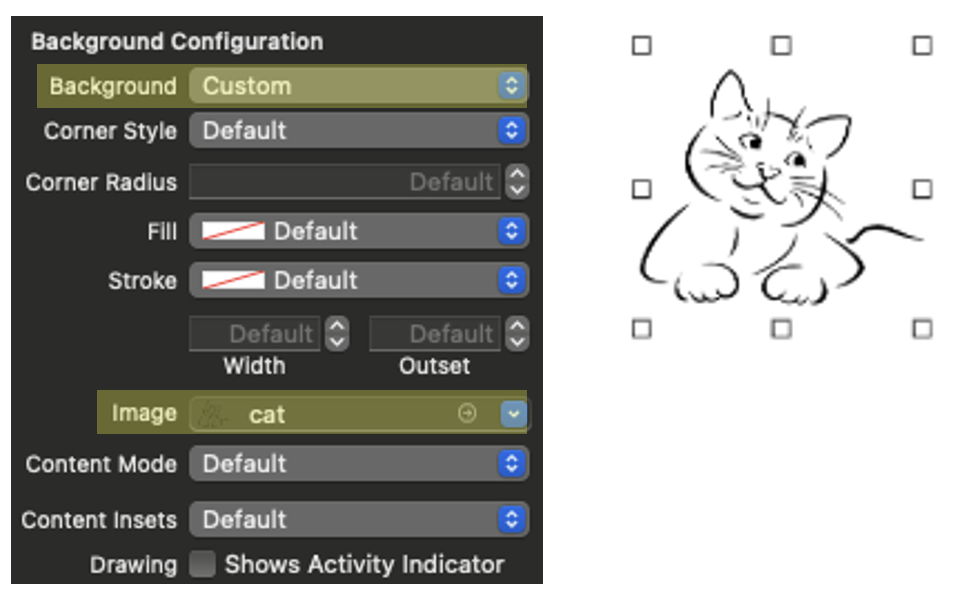 Background Configuration
Background Custom
Corner Style Default
Corner Radius Default
Fill Default
Stroke Default
Default Default
Width Outset
Image cat
Content Mode Default
Content Insets Default
Drawing Shows Activity Indicator